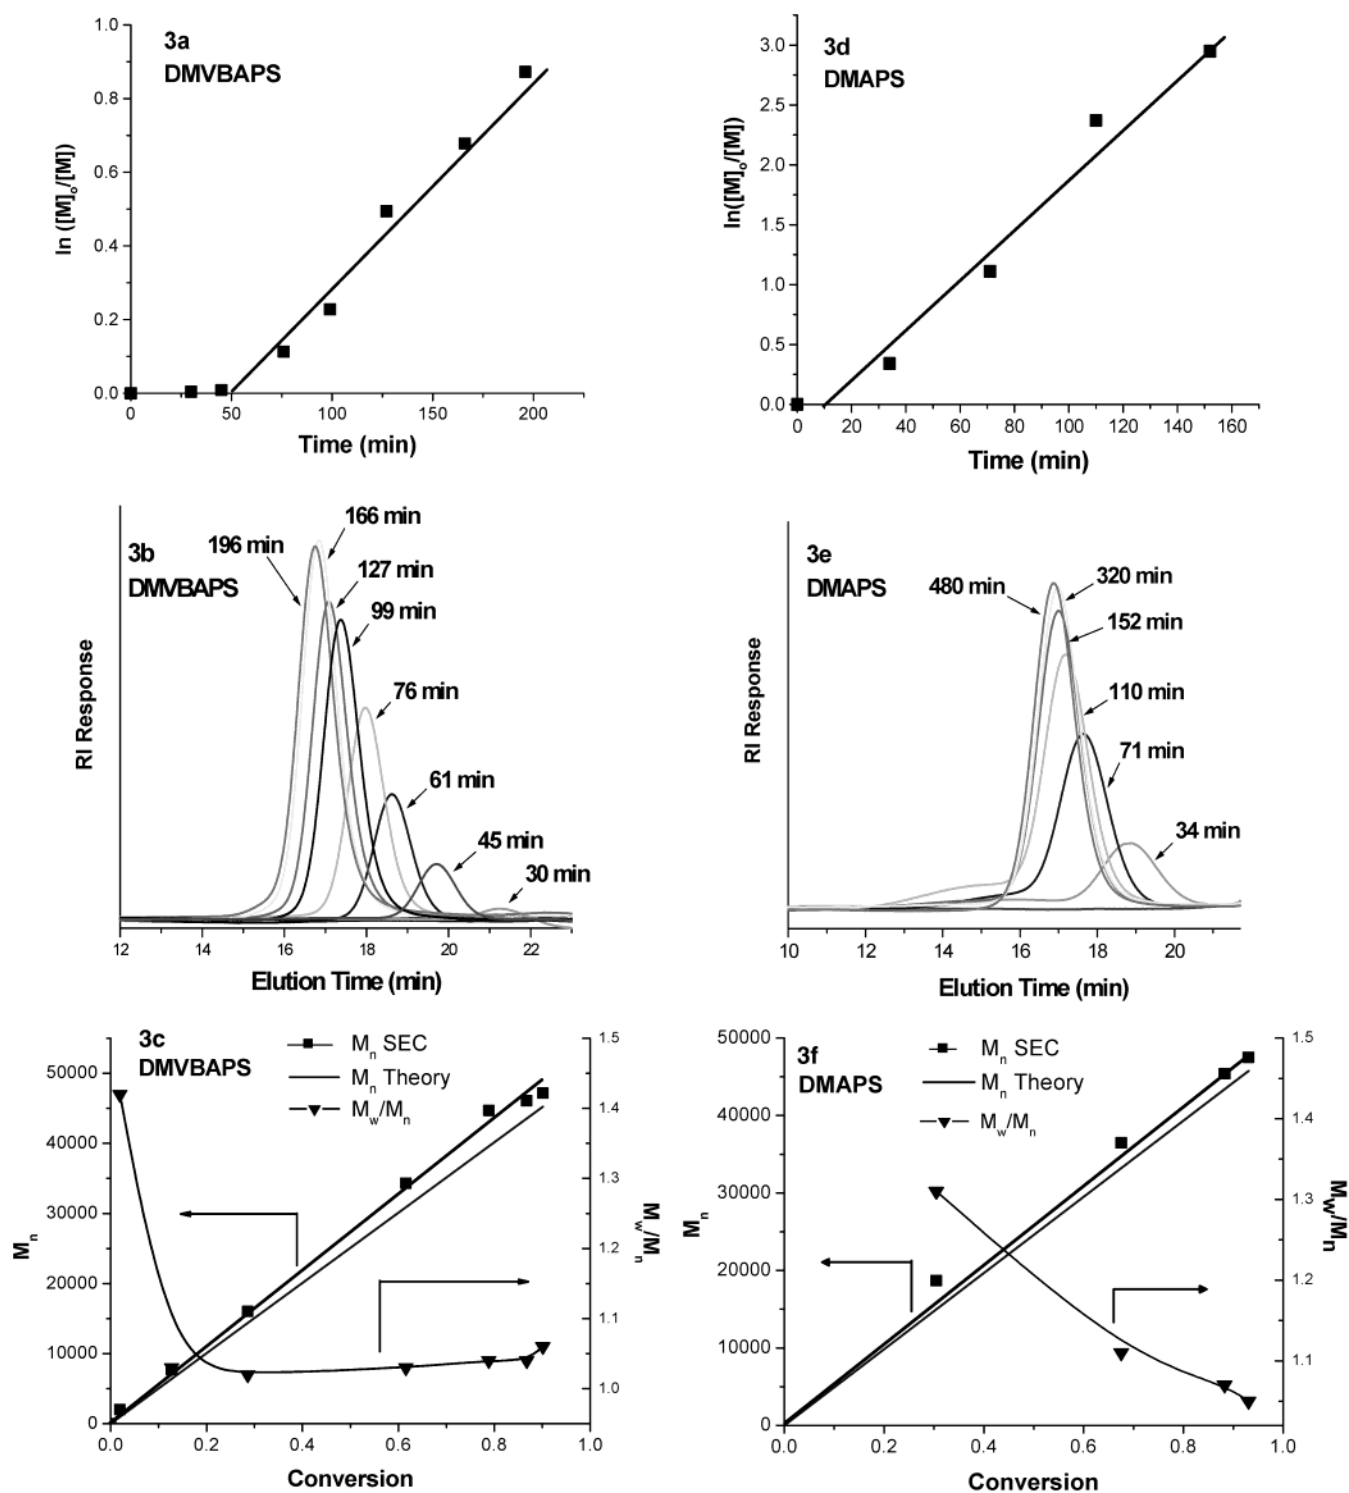 3a
DMVBAPS
ln ([M]o/[M])
1.0
0.8
0.6
0.4
0.2
0.0
0 50 100 150 200
Time (min)
3d
DMAPS
ln([M]o/[M])
3.0
2.5
2.0
1.5
1.0
0.5
0.0
0 20 40 60 80 100 120 140 160
Time (min)
3b
DMVBAPS
196 min
166 min
127 min
99 min
76 min
61 min
45 min
30 min
RI Response
12 14 16 18 20 22
Elution Time (min)
3e
DMAPS
480 min
320 min
152 min
110 min
71 min
34 min
RI Response
10 12 14 16 18 20
Elution Time (min)
3c
DMVBAPS
Mn SEC
Mn Theory
Mw/Mn
Mn
50000
40000
30000
20000
10000
0
1.5
1.4
1.3
1.2
1.1
1.0
Mw/Mn
0.0 0.2 0.4 0.6 0.8 1.0
Conversion
3f
DMAPS
Mn SEC
Mn Theory
Mw/Mn
Mn
50000
40000
30000
20000
10000
0
1.5
1.4
1.3
1.2
1.1
Mw/Mn
0.0 0.2 0.4 0.6 0.8 1.0
Conversion